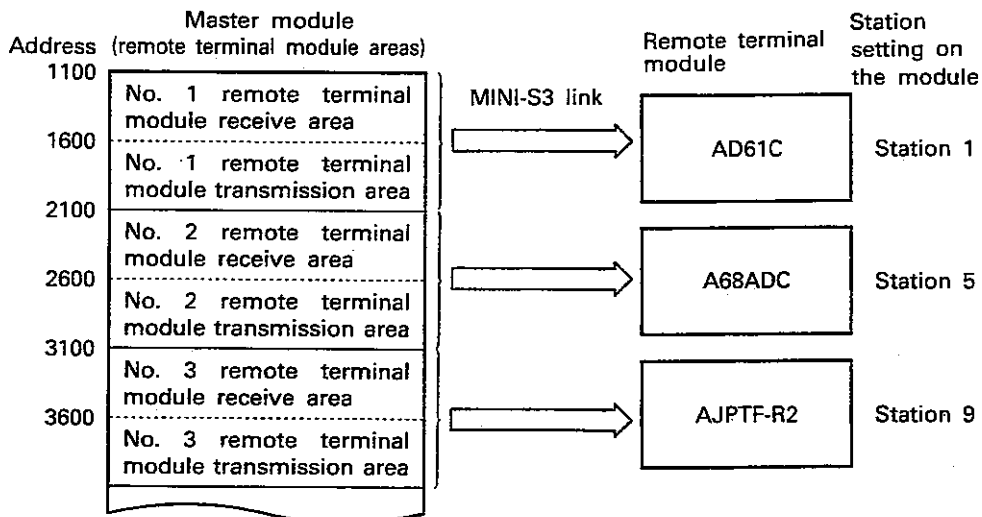 Master module
Address (remote terminal module areas)
Remote terminal
module
Station
setting on
the module
1100
No. 1 remote terminal
module receive area
1600
No. 1 remote terminal
module transmission area
2100
No. 2 remote terminal
module receive area
2600
No. 2 remote terminal
module transmission area
3100
No. 3 remote terminal
module receive area
3600
No. 3 remote terminal
module transmission area
MINI-S3 link
AD61C
Station 1
A68ADC
Station 5
AJPTF-R2
Station 9